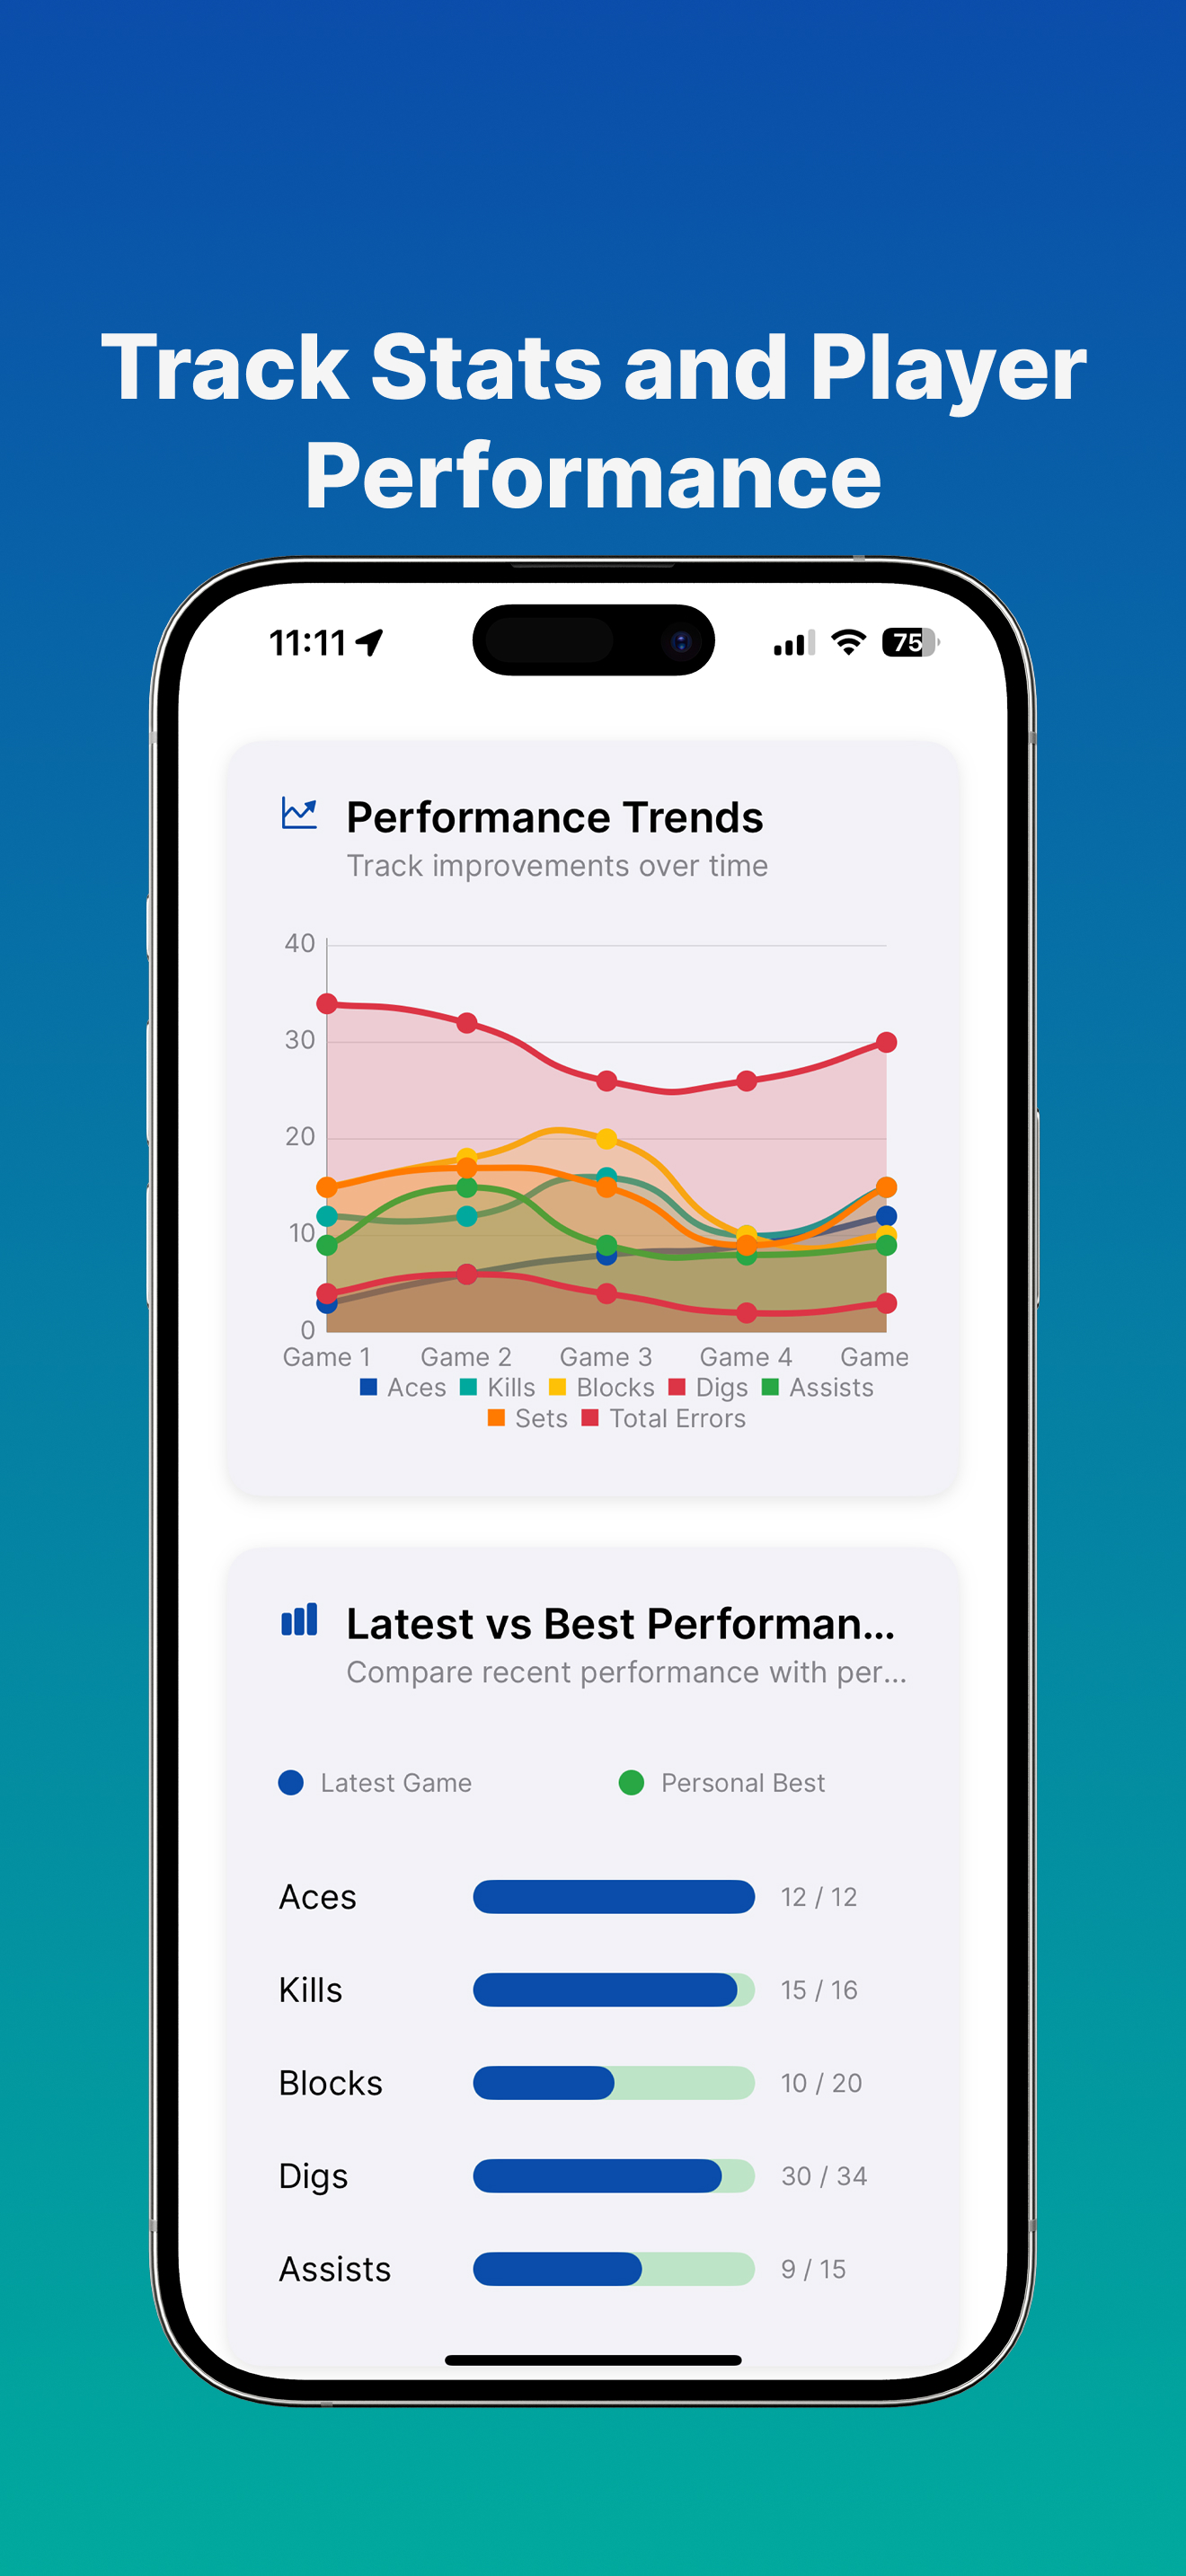 Track Stats and Player
Performance
11:11
75
Performance Trends
Track improvements over time
40
30
20
10
0
Game 1 Game 2 Game 3 Game 4 Game
Aces Kills Blocks Digs Assists
Sets Total Errors
Latest vs Best Performan...
Compare recent performance with per...
Latest Game Personal Best
Aces 12 / 12
Kills 15 / 16
Blocks 10 / 20
Digs 30 / 34
Assists 9 / 15